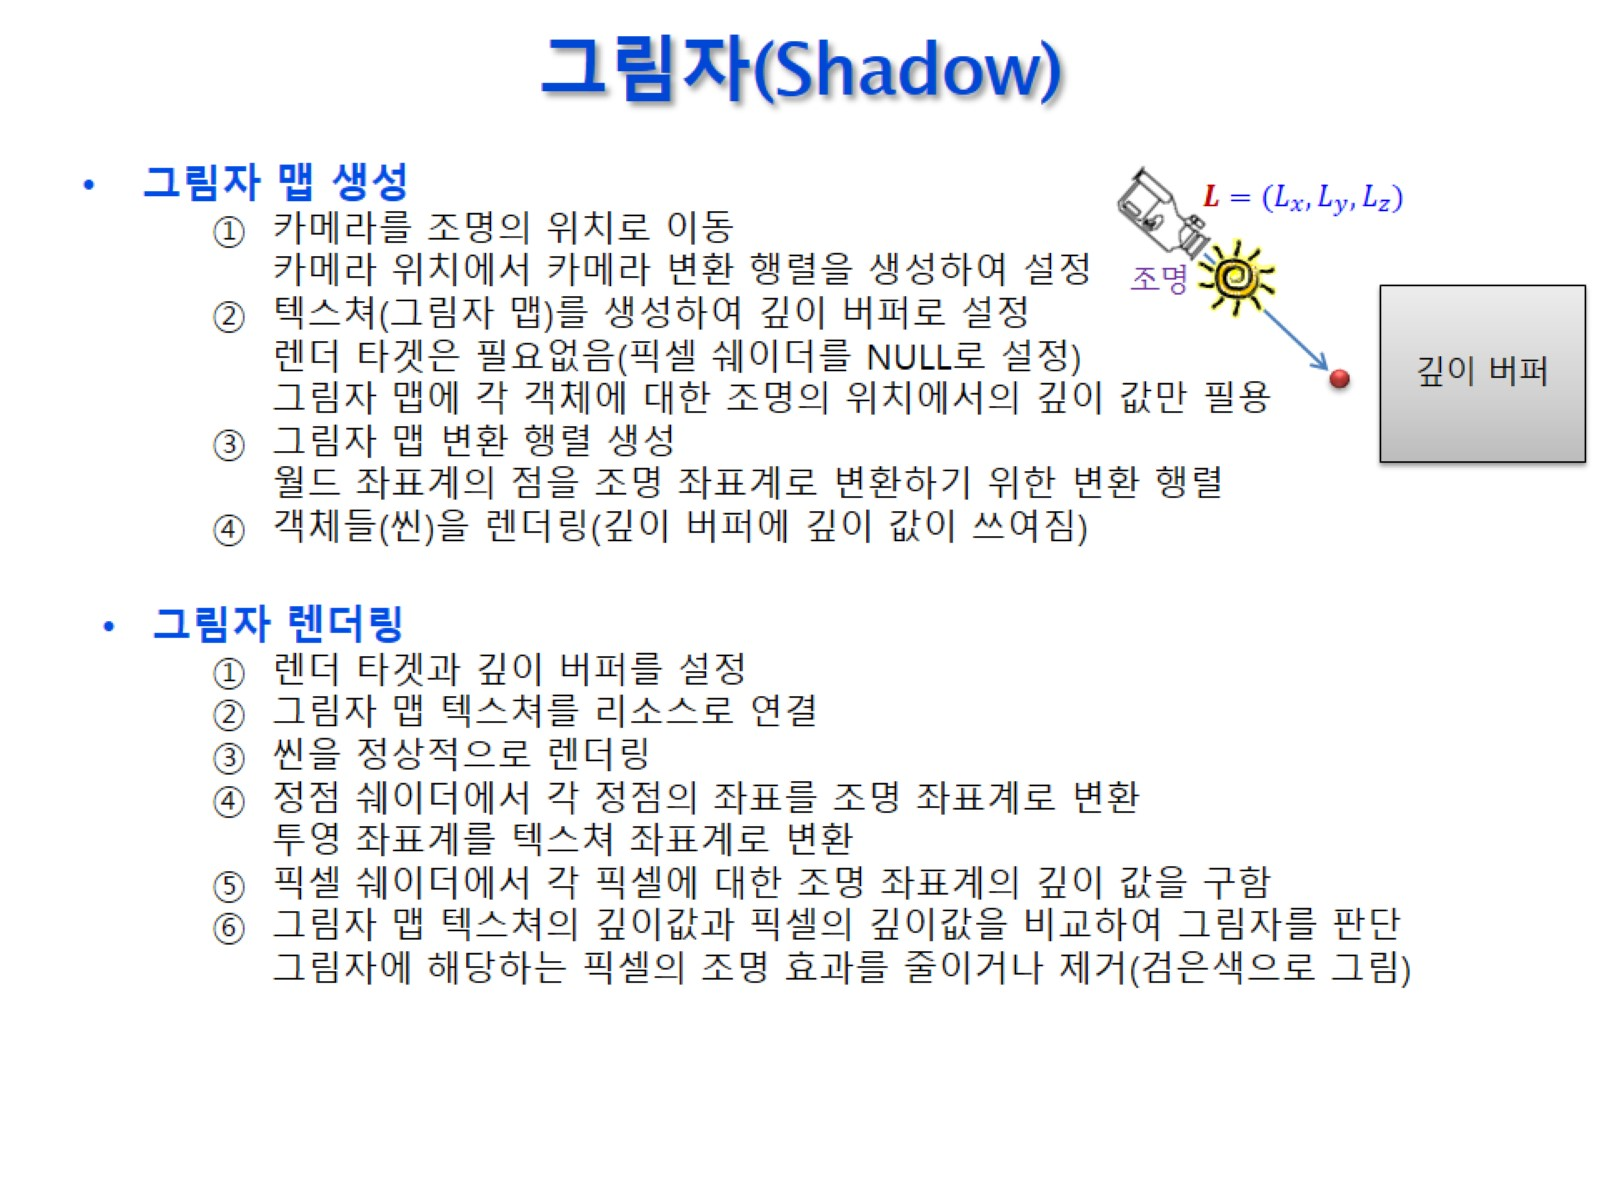 그림자(Shadow)
• 그림자 맵 생성
① 카메라를 조명의 위치로 이동
카메라 위치에서 카메라 변환 행렬을 생성하여 설정
② 텍스쳐(그림자 맵)를 생성하여 깊이 버퍼로 설정
렌더 타겟은 필요없음(픽셀 쉐이더를 NULL로 설정)
그림자 맵에 각 객체에 대한 조명의 위치에서의 깊이 값만 필용
③ 그림자 맵 변환 행렬 생성
월드 좌표계의 점을 조명 좌표계로 변환하기 위한 변환 행렬
④ 객체들(씬)을 렌더링(깊이 버퍼에 깊이 값이 쓰여짐)
L = (Lx, Ly, Lz)
조명
깊이 버퍼
• 그림자 렌더링
① 렌더 타겟과 깊이 버퍼를 설정
② 그림자 맵 텍스쳐를 리소스로 연결
③ 씬을 정상적으로 렌더링
④ 정점 쉐이더에서 각 정점의 좌표를 조명 좌표계로 변환
투영 좌표계를 텍스쳐 좌표계로 변환
⑤ 픽셀 쉐이더에서 각 픽셀에 대한 조명 좌표계의 깊이 값을 구함
⑥ 그림자 맵 텍스쳐의 깊이값과 픽셀의 깊이값을 비교하여 그림자를 판단
그림자에 해당하는 픽셀의 조명 효과를 줄이거나 제거(검은색으로 그림)